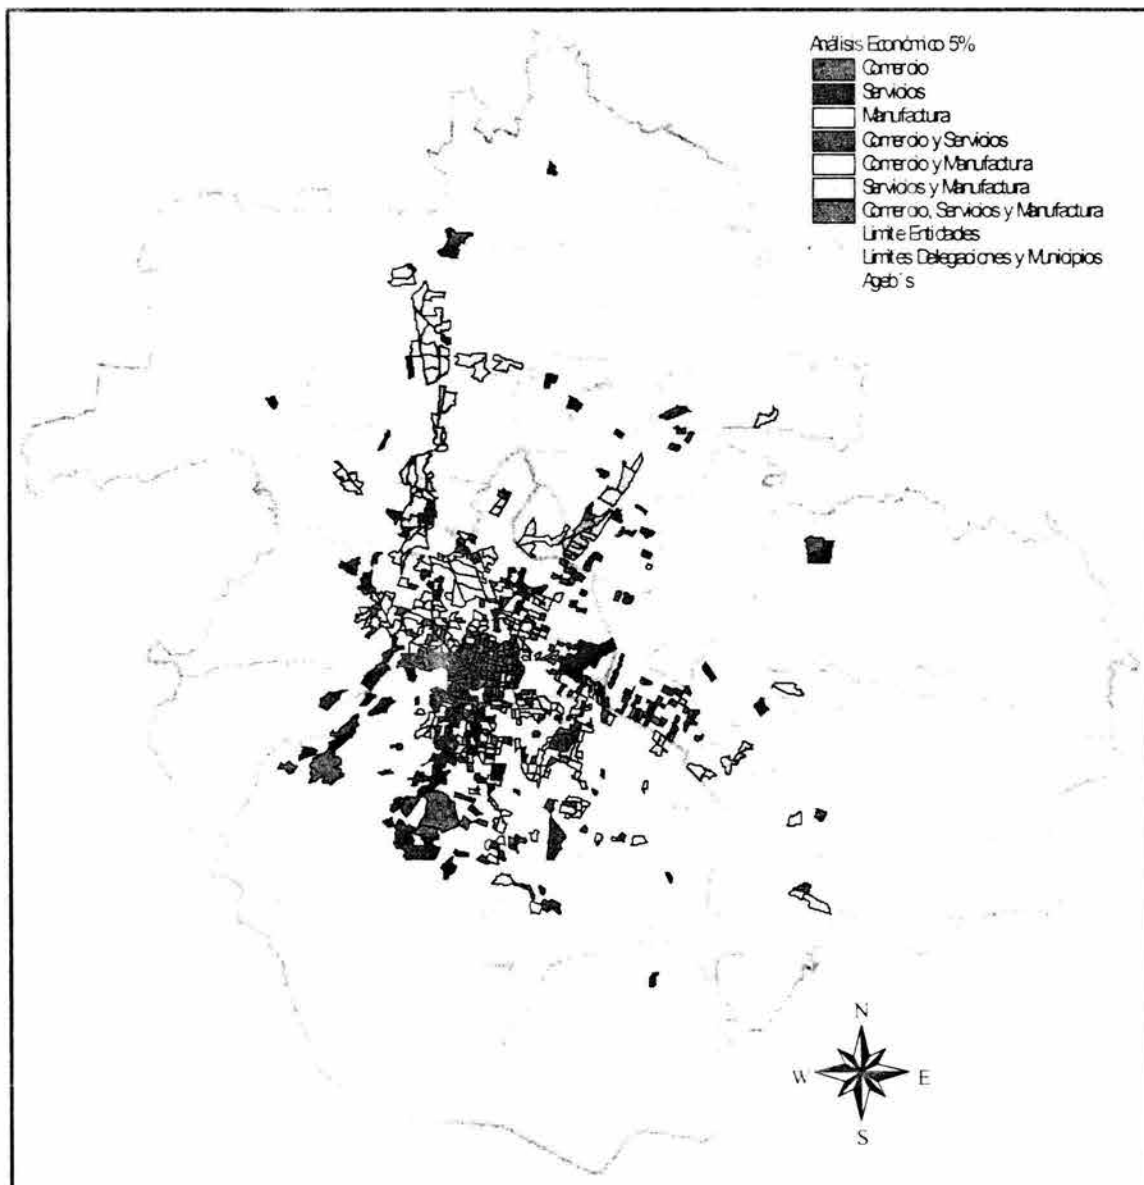 Análisis Económico 5%
Comercio
Servicios
Manufactura
Comercio y Servicios
Comercio y Manufactura
Servicios y Manufactura
Comercio, Servicios y Manufactura
Limite Entidades
Limites Delegaciones y Municipios
Ageb´s
N
W E
S